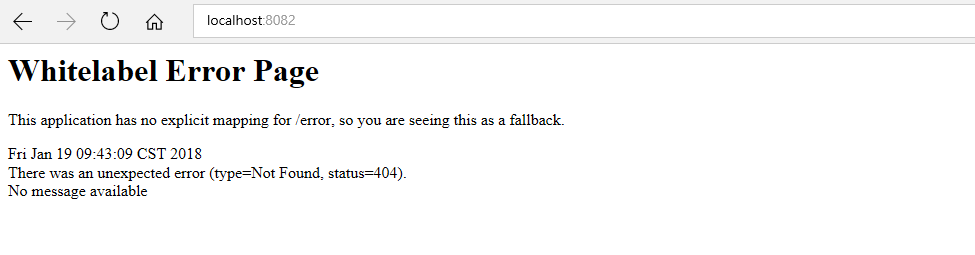 localhost:8082
Whitelabel Error Page
This application has no explicit mapping for /error, so you are seeing this as a fallback.
Fri Jan 19 09:43:09 CST 2018
There was an unexpected error (type=Not Found, status=404).
No message available